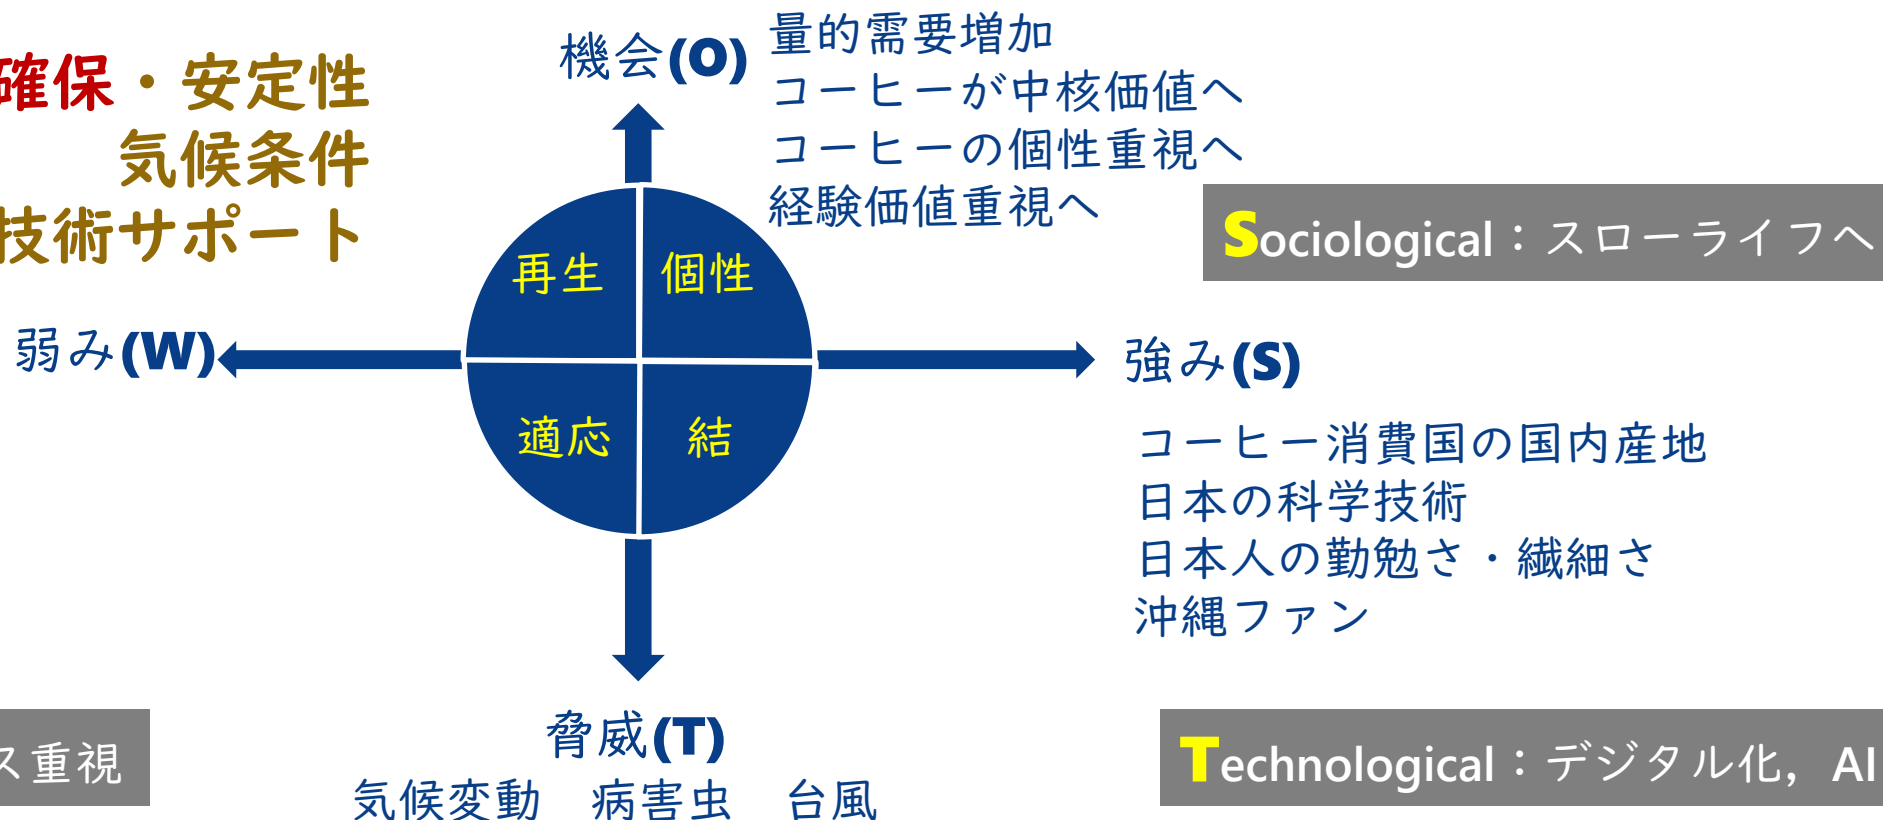 機会(O)
量的需要増加
コーヒーが中核価値へ
コーヒーの個性重視へ
経験価値重視へ
確保・安定性
気候条件
技術サポート
Sociological：スローライフへ
再生
個性
弱み(W)
強み(S)
適応
結
コーヒー消費国の国内産地
日本の科学技術
日本人の勤勉さ・繊細さ
沖縄ファン
脅威(T)
気候変動　病害虫　台風
ス重視
Technological：デジタル化，AI